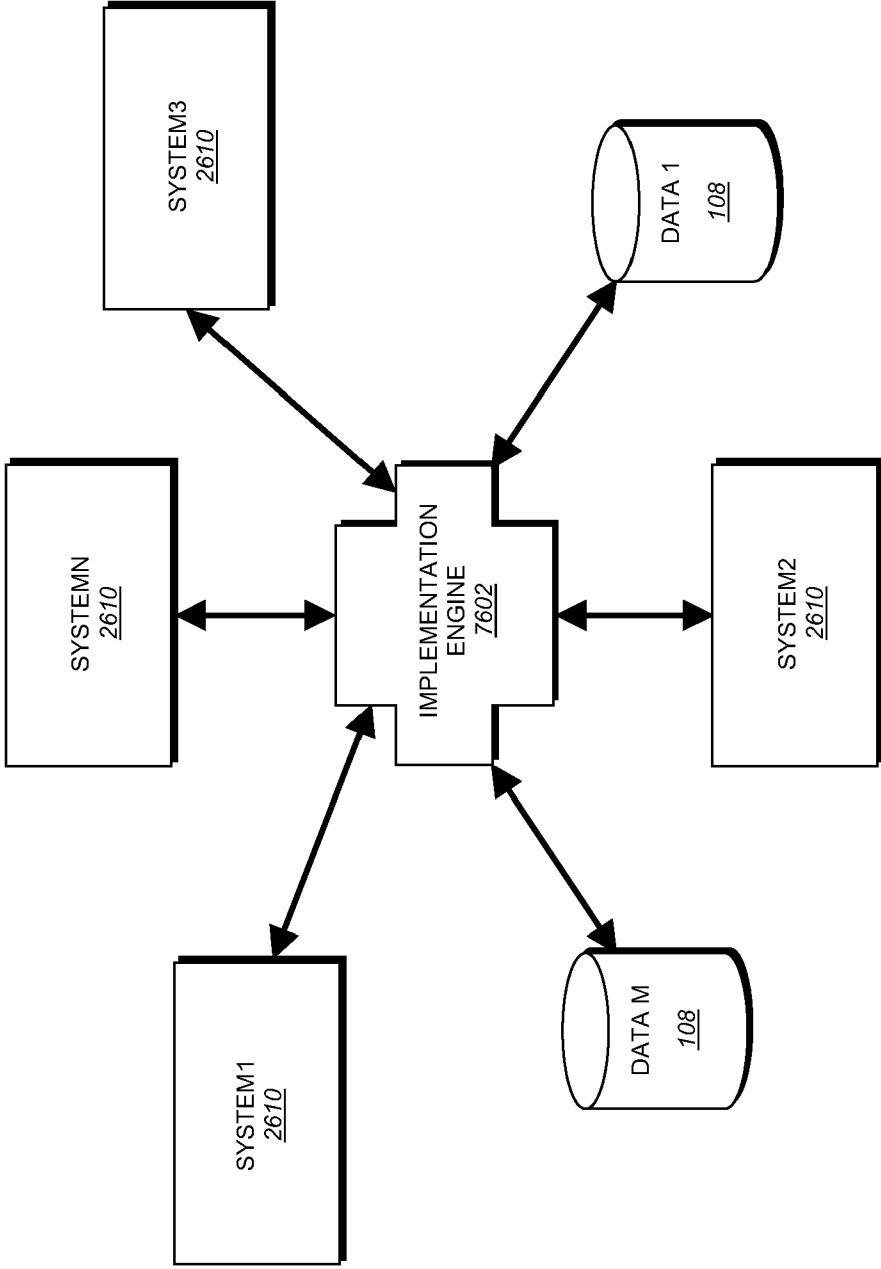 SYSTEMN
2610
SYSTEM1
2610
SYSTEM3
2610
IMPLEMENTATION
ENGINE
7602
DATA M
108
DATA 1
108
SYSTEM2
2610